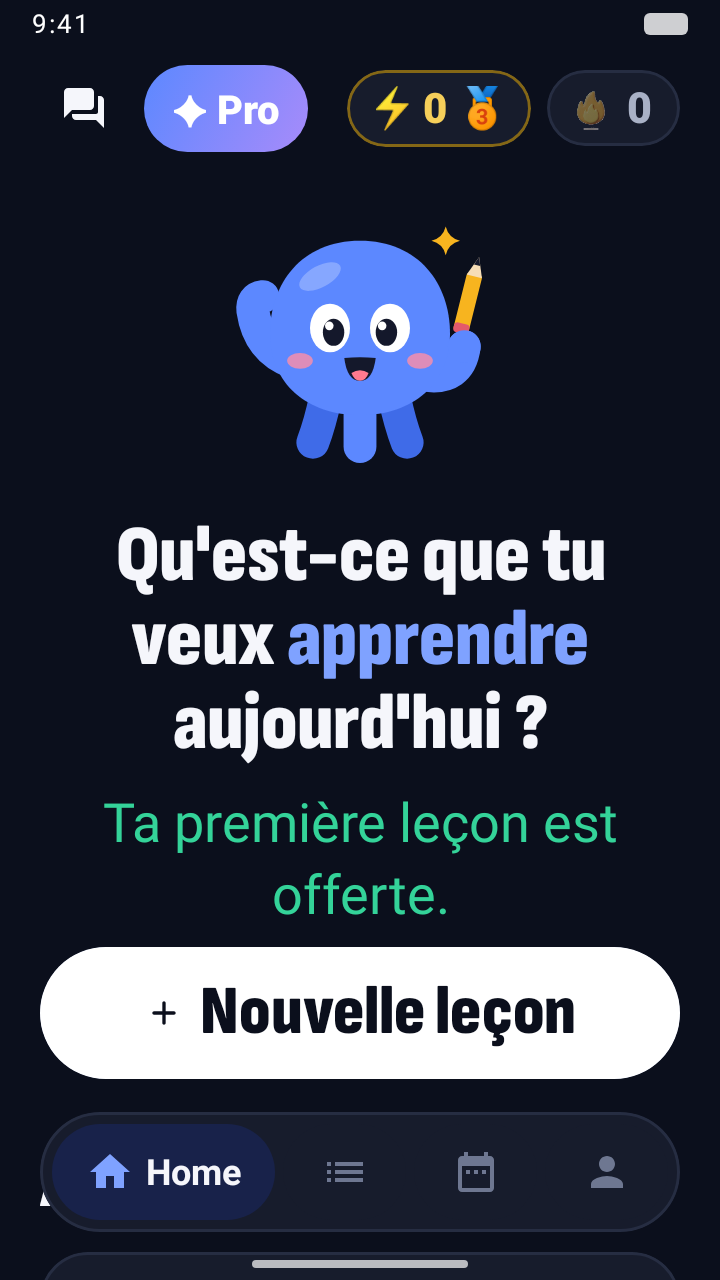 9:41
Pro
0
3
0
Qu'est-ce que tu
veux apprendre
aujourd'hui ?
Ta première leçon est
offerte.
+ Nouvelle leçon
Home